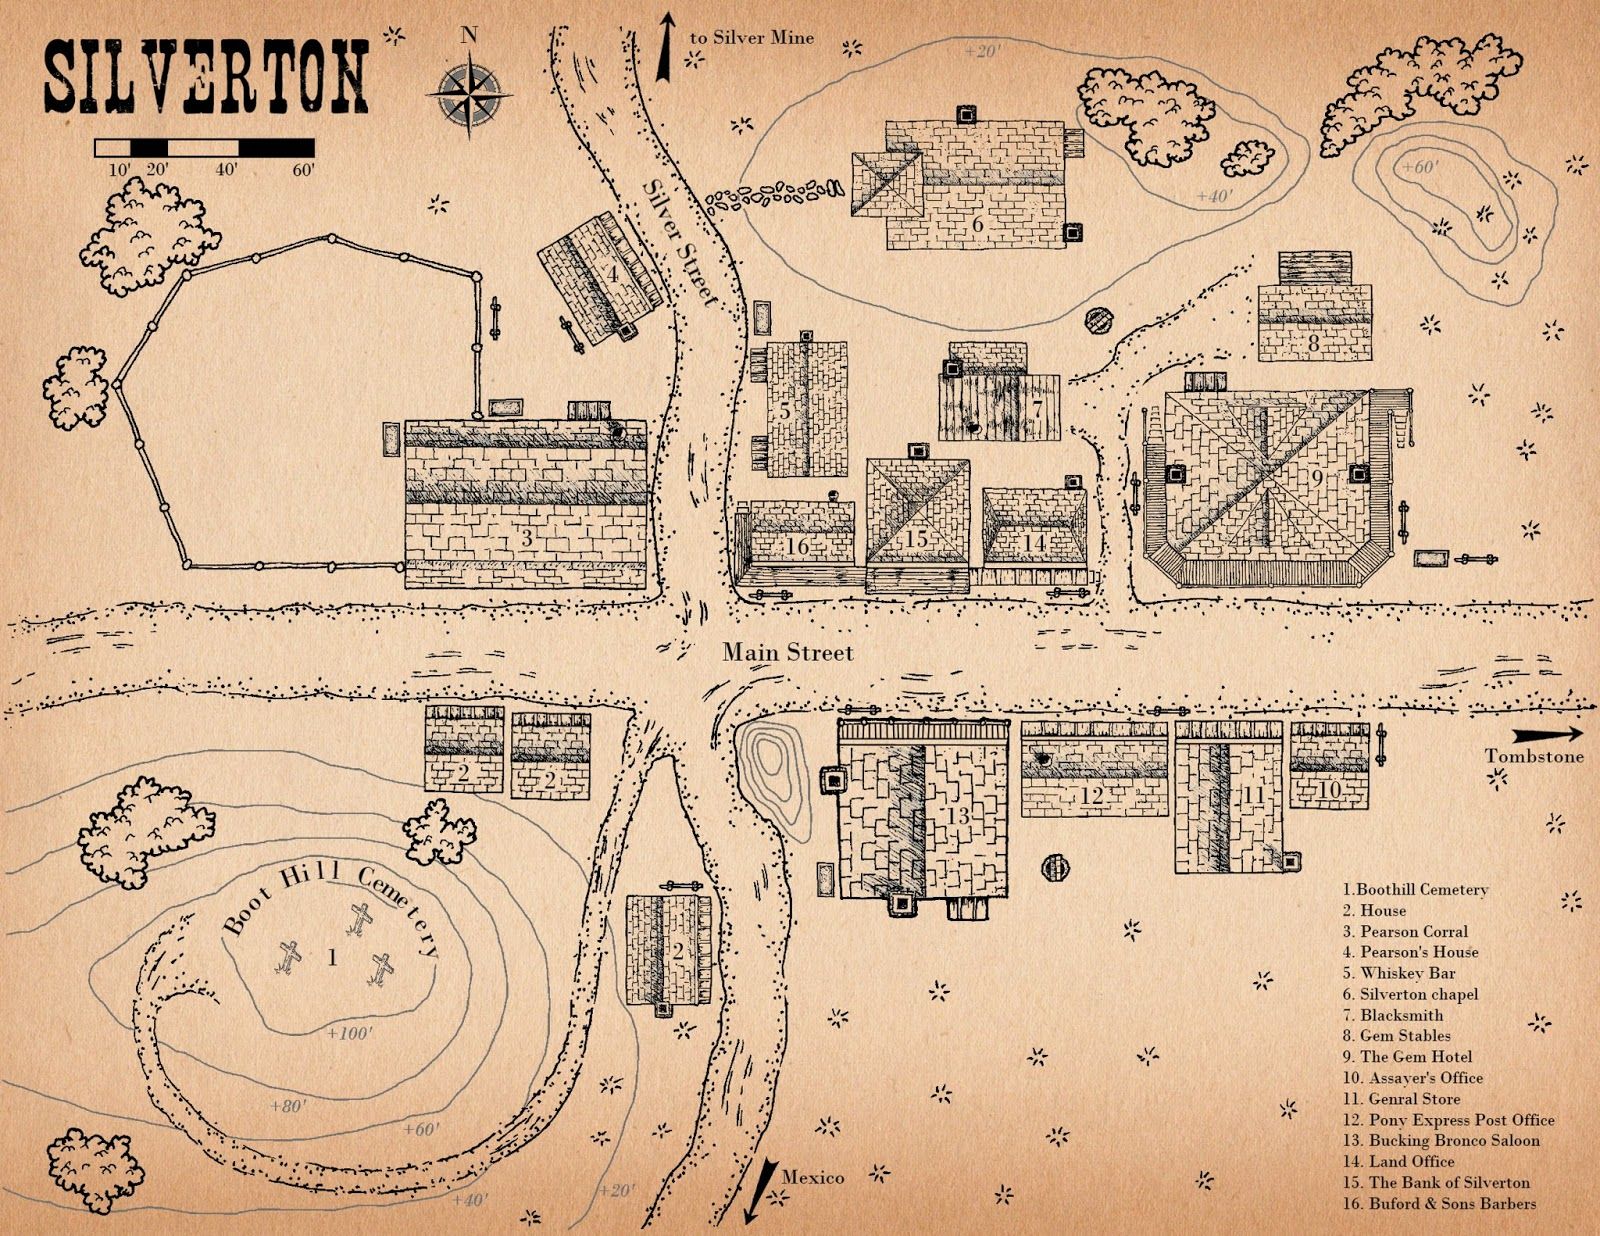 SILVERTON
N
to Silver Mine
10' 20' 40' 60'
+20'
+60'
+40'
Silver Street
4
6
8
5
7
9
3
16
15
14
Main Street
Tombstone
2
2
13
12
11
10
Boot Hill Cemetery
1
2
+100'
+80'
+60'
+40'
+20'
Mexico
1.Boothill Cemetery
2. House
3. Pearson Corral
4. Pearson's House
5. Whiskey Bar
6. Silverton chapel
7. Blacksmith
8. Gem Stables
9. The Gem Hotel
10. Assayer's Office
11. Genral Store
12. Pony Express Post Office
13. Bucking Bronco Saloon
14. Land Office
15. The Bank of Silverton
16. Buford & Sons Barbers